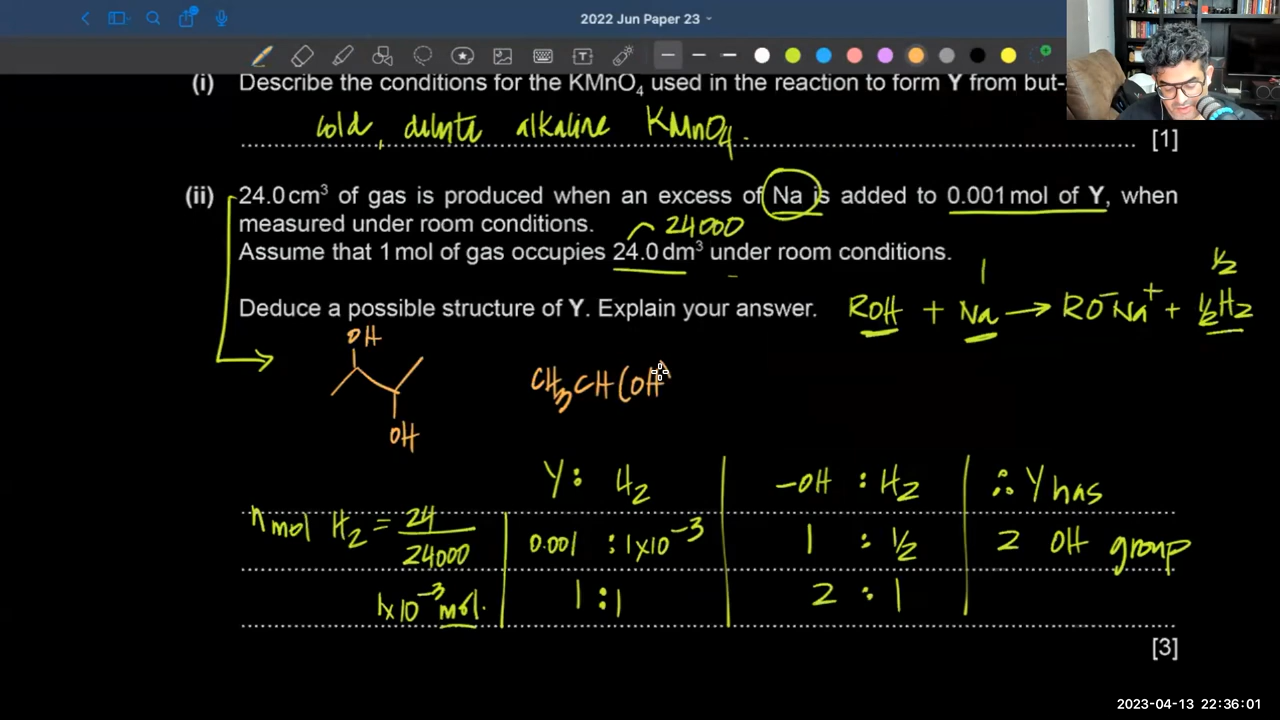 2022 Jun Paper 23
(i) Describe the conditions for the KMnO₄ used in the reaction to form Y from but-
cold, dilute alkaline KMnO₄.
[1]
(ii) 24.0 cm³ of gas is produced when an excess of Na is added to 0.001 mol of Y, when
measured under room conditions.
24000
Assume that 1 mol of gas occupies 24.0 dm³ under room conditions.
1 ½
Deduce a possible structure of Y. Explain your answer.
ROH + Na → RO⁻Na⁺ + ½H₂
OH
CH₃CH(OH
OH
Y : H₂ -OH : H₂ ∴ Y has
n mol H₂ = 24/24000 0.001 : 1x10⁻³ 1 : ½ 2 OH group
1x10⁻³ mol. 1 : 1 2 : 1
[3]
2023-04-13 22:36:01